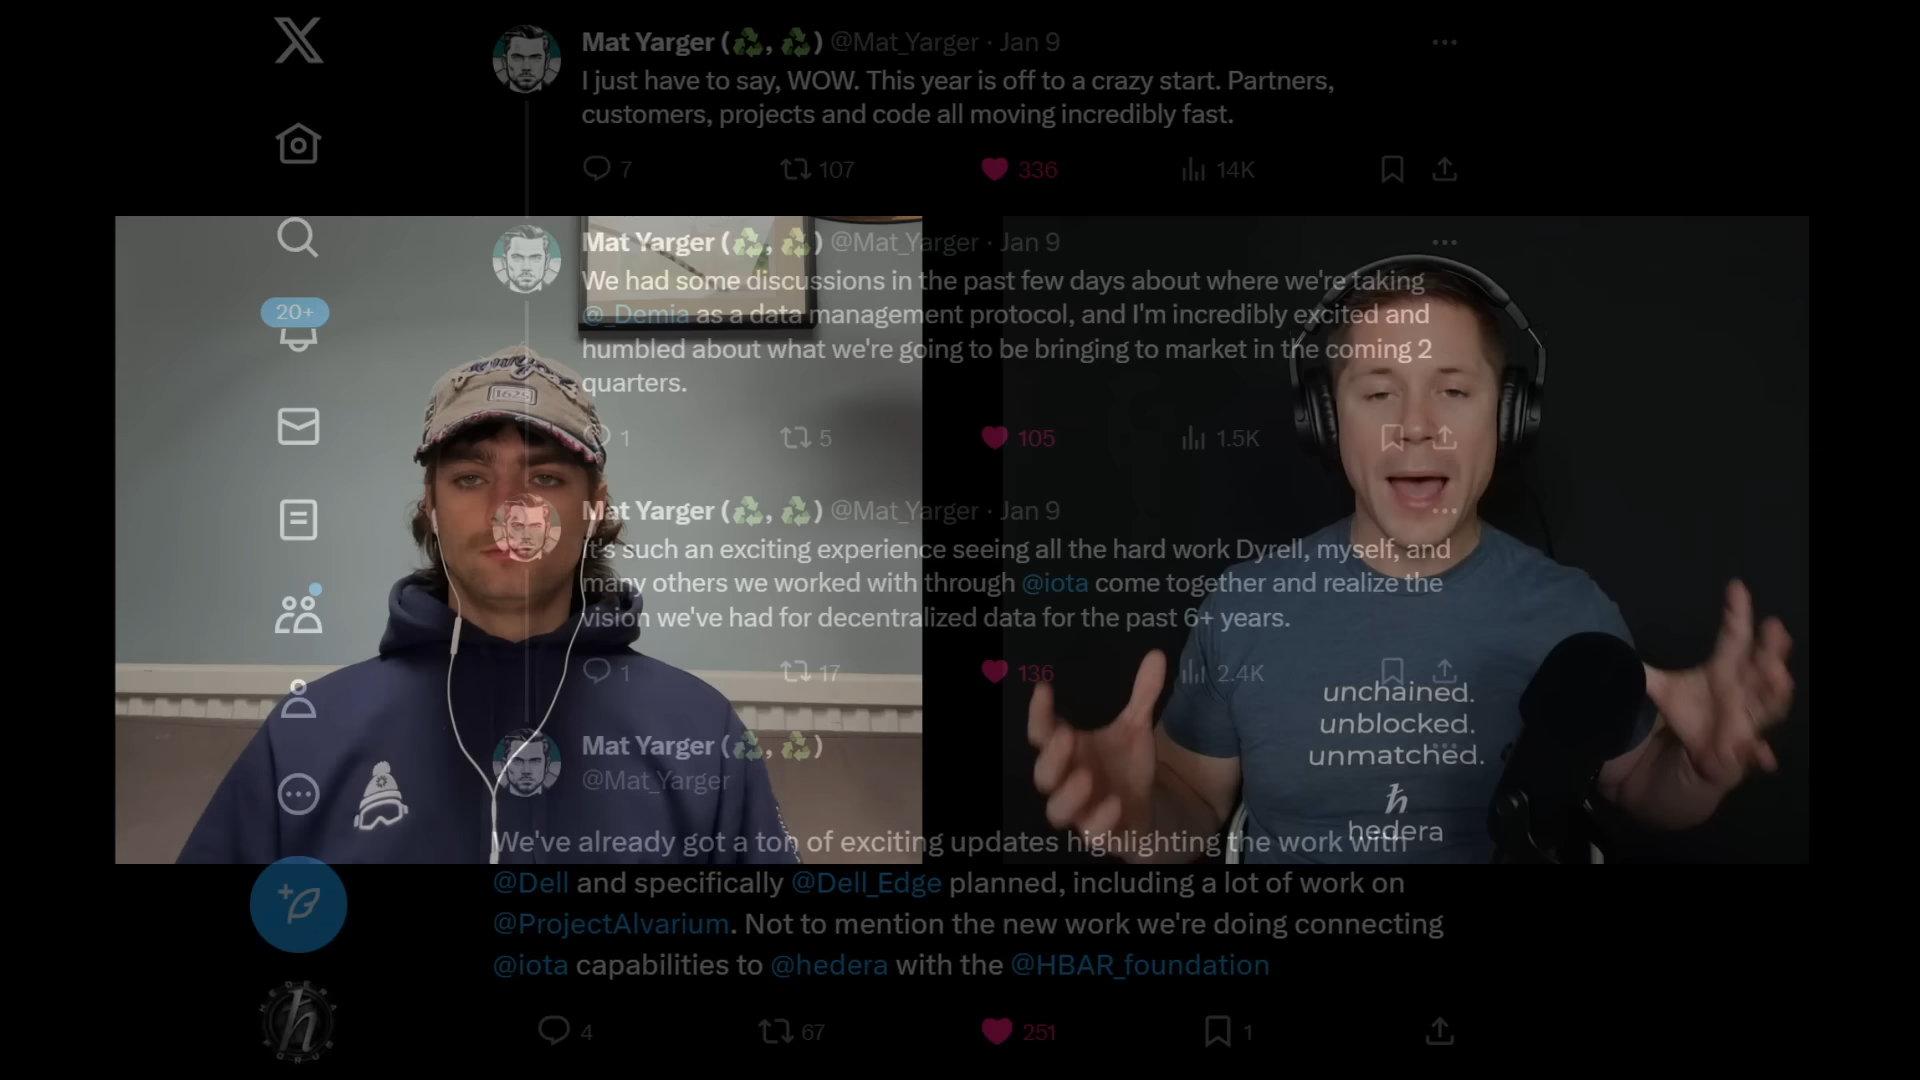 Mat Yarger (♻️, ♻️) @Mat_Yarger · Jan 9
I just have to say, WOW. This year is off to a crazy start. Partners,
customers, projects and code all moving incredibly fast.
7 107 336 14K
Mat Yarger (♻️, ♻️) @Mat_Yarger · Jan 9
We had some discussions in the past few days about where we're taking
20+
@_Demia as a data management protocol, and I'm incredibly excited and
humbled about what we're going to be bringing to market in the coming 2
quarters.
1625
1 5 105 1.5K
Mat Yarger (♻️, ♻️) @Mat_Yarger · Jan 9
It's such an exciting experience seeing all the hard work Dyrell, myself, and
many others we worked with through @iota come together and realize the
vision we've had for decentralized data for the past 6+ years.
1 17 136 2.4K
unchained.
unblocked.
unmatched.
hedera
Mat Yarger (♻️, ♻️)
@Mat_Yarger
We've already got a ton of exciting updates highlighting the work with
@Dell and specifically @Dell_Edge planned, including a lot of work on
@ProjectAlvarium. Not to mention the new work we're doing connecting
@iota capabilities to @hedera with the @HBAR_foundation
4 67 251 1